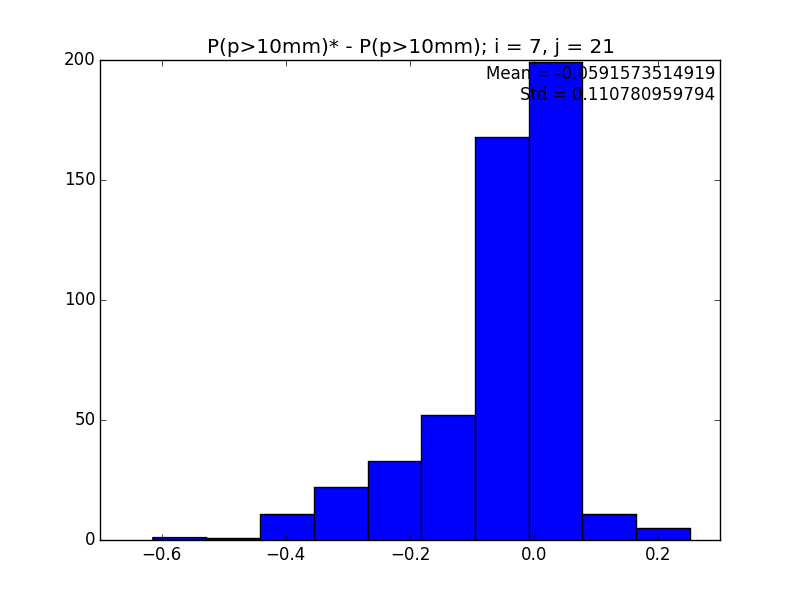 P(p>10mm)* - P(p>10mm); i = 7, j = 21
Mean = -0.0591573514919
Std = 0.110780959794
200
150
100
50
0
−0.6 −0.4 −0.2 0.0 0.2